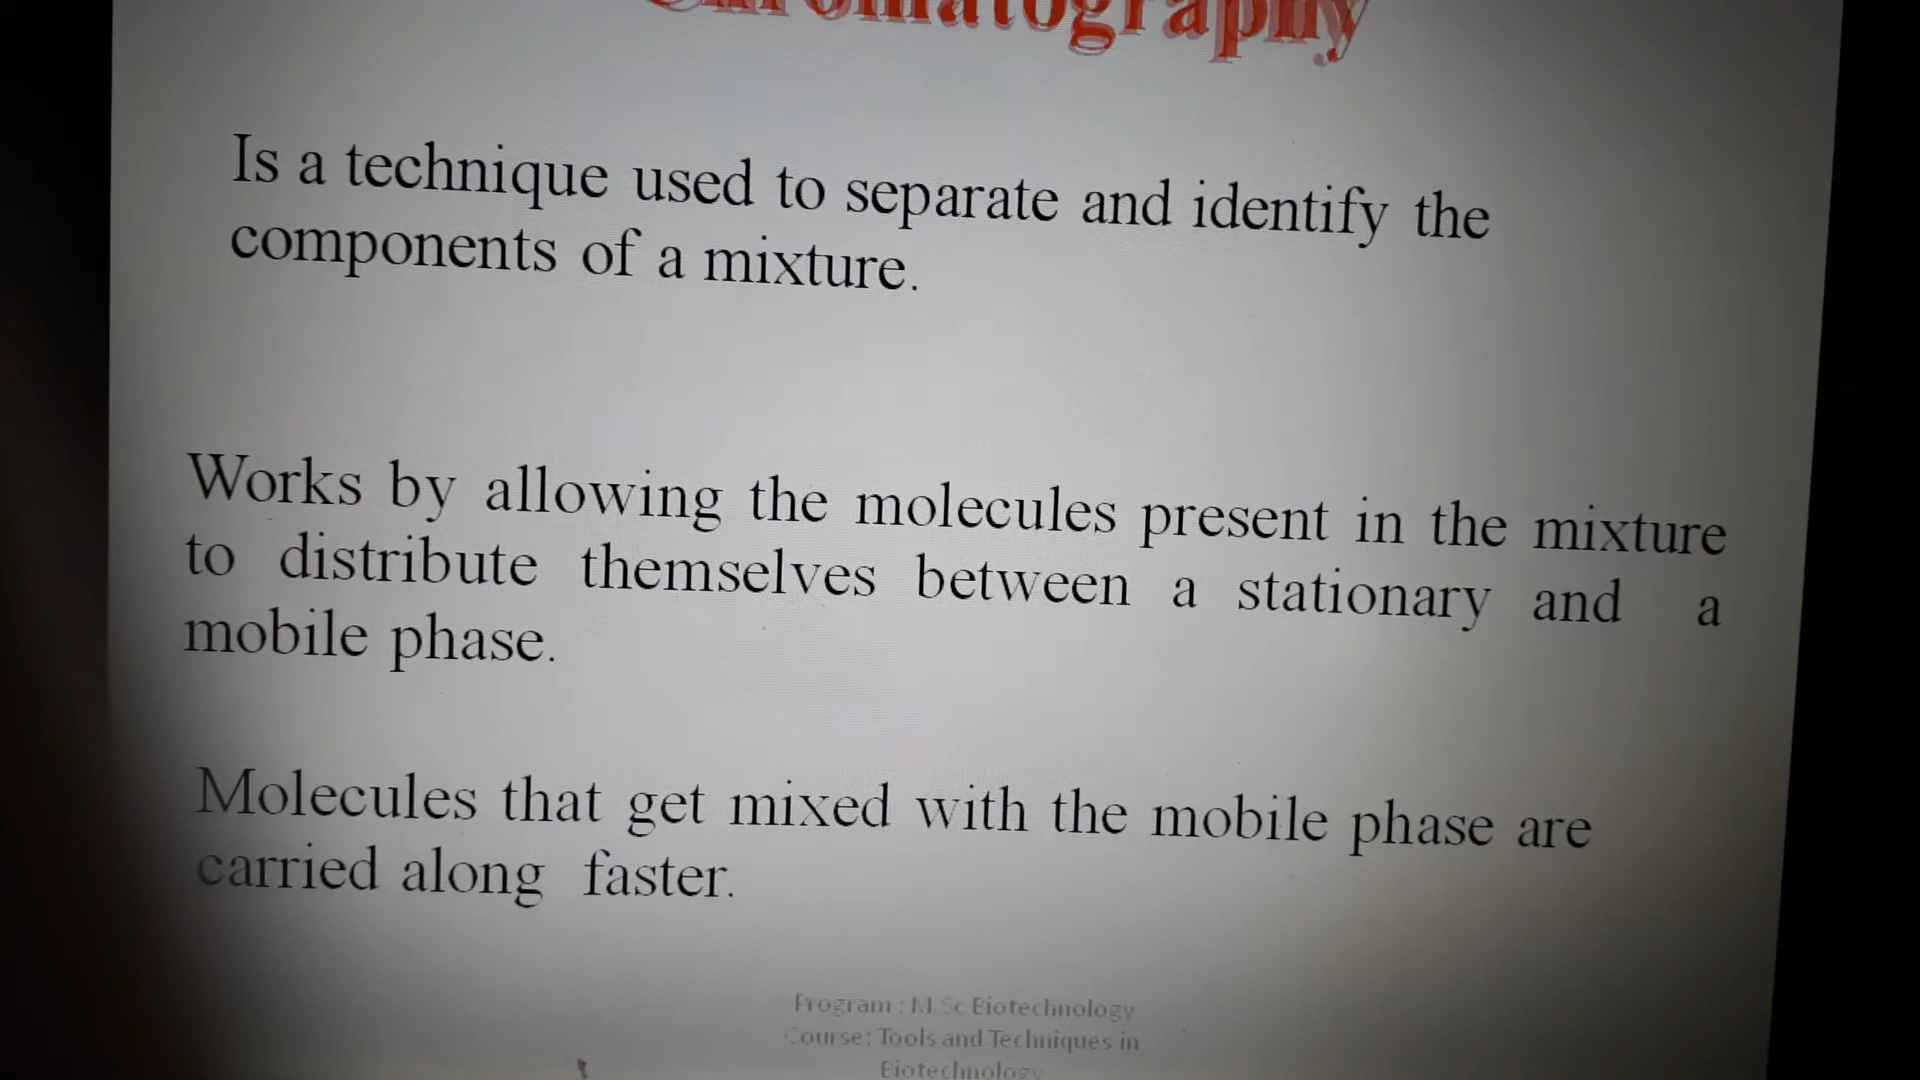 Chromatography
Is a technique used to separate and identify the
components of a mixture.
Works by allowing the molecules present in the mixture
to distribute themselves between a stationary and a
mobile phase.
Molecules that get mixed with the mobile phase are
carried along faster.
Program : M.Sc Biotechnology
Course: Tools and Techniques in
Biotechnology